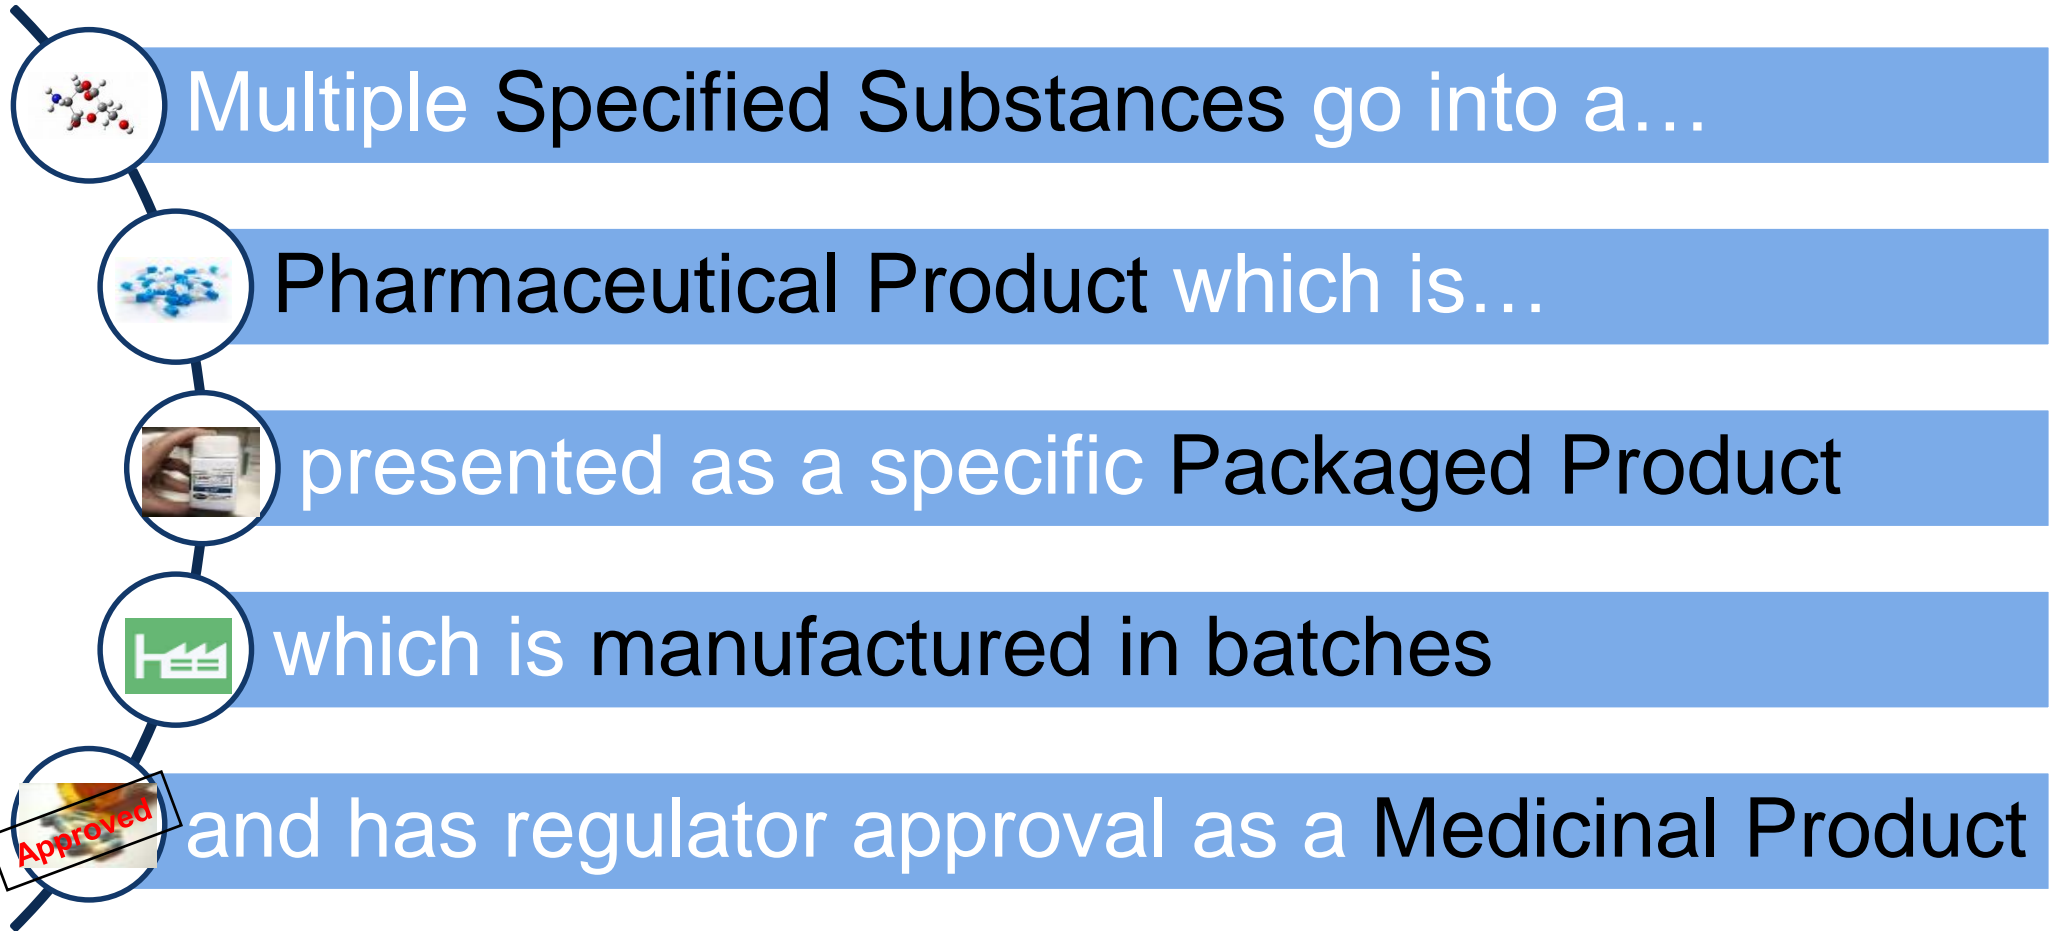 Multiple Specified Substances go into a…
Pharmaceutical Product which is…
presented as a specific Packaged Product
which is manufactured in batches
and has regulator approval as a Medicinal Product
Approved